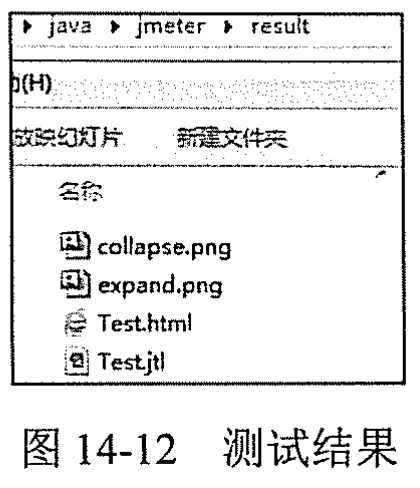 java jmeter result
(H)
放映幻灯片 新建文件夹
名称
collapse.png
expand.png
Test.html
Test.jtl
图 14-12 测试结果